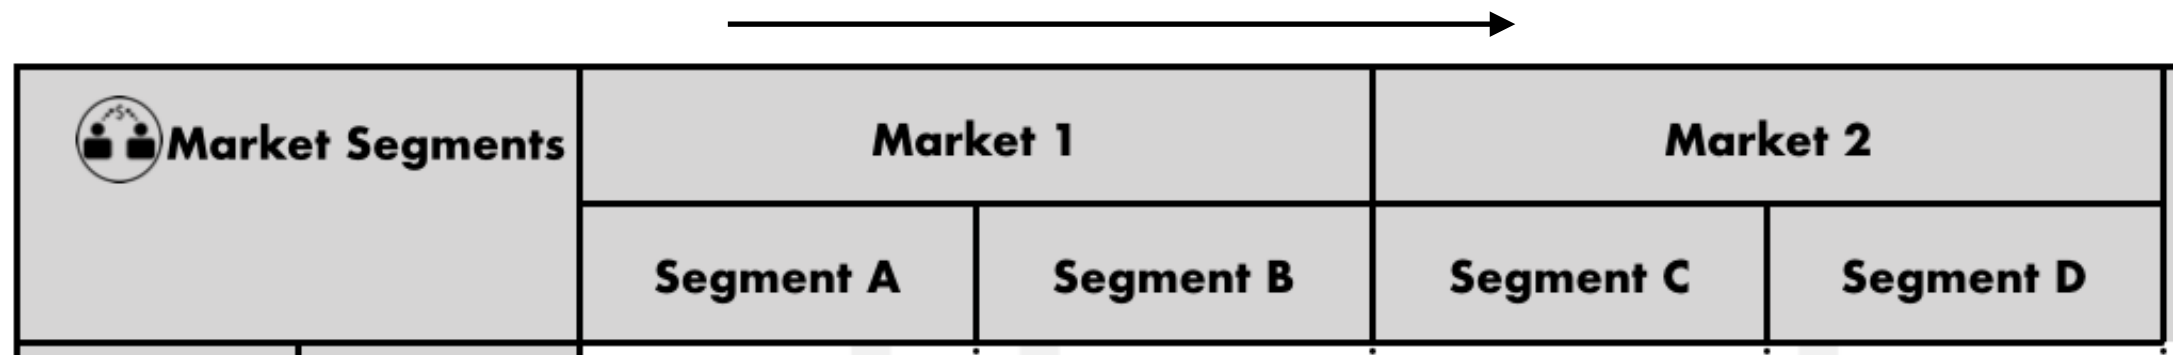 Market Segments
Market 1
Market 2
Segment A
Segment B
Segment C
Segment D